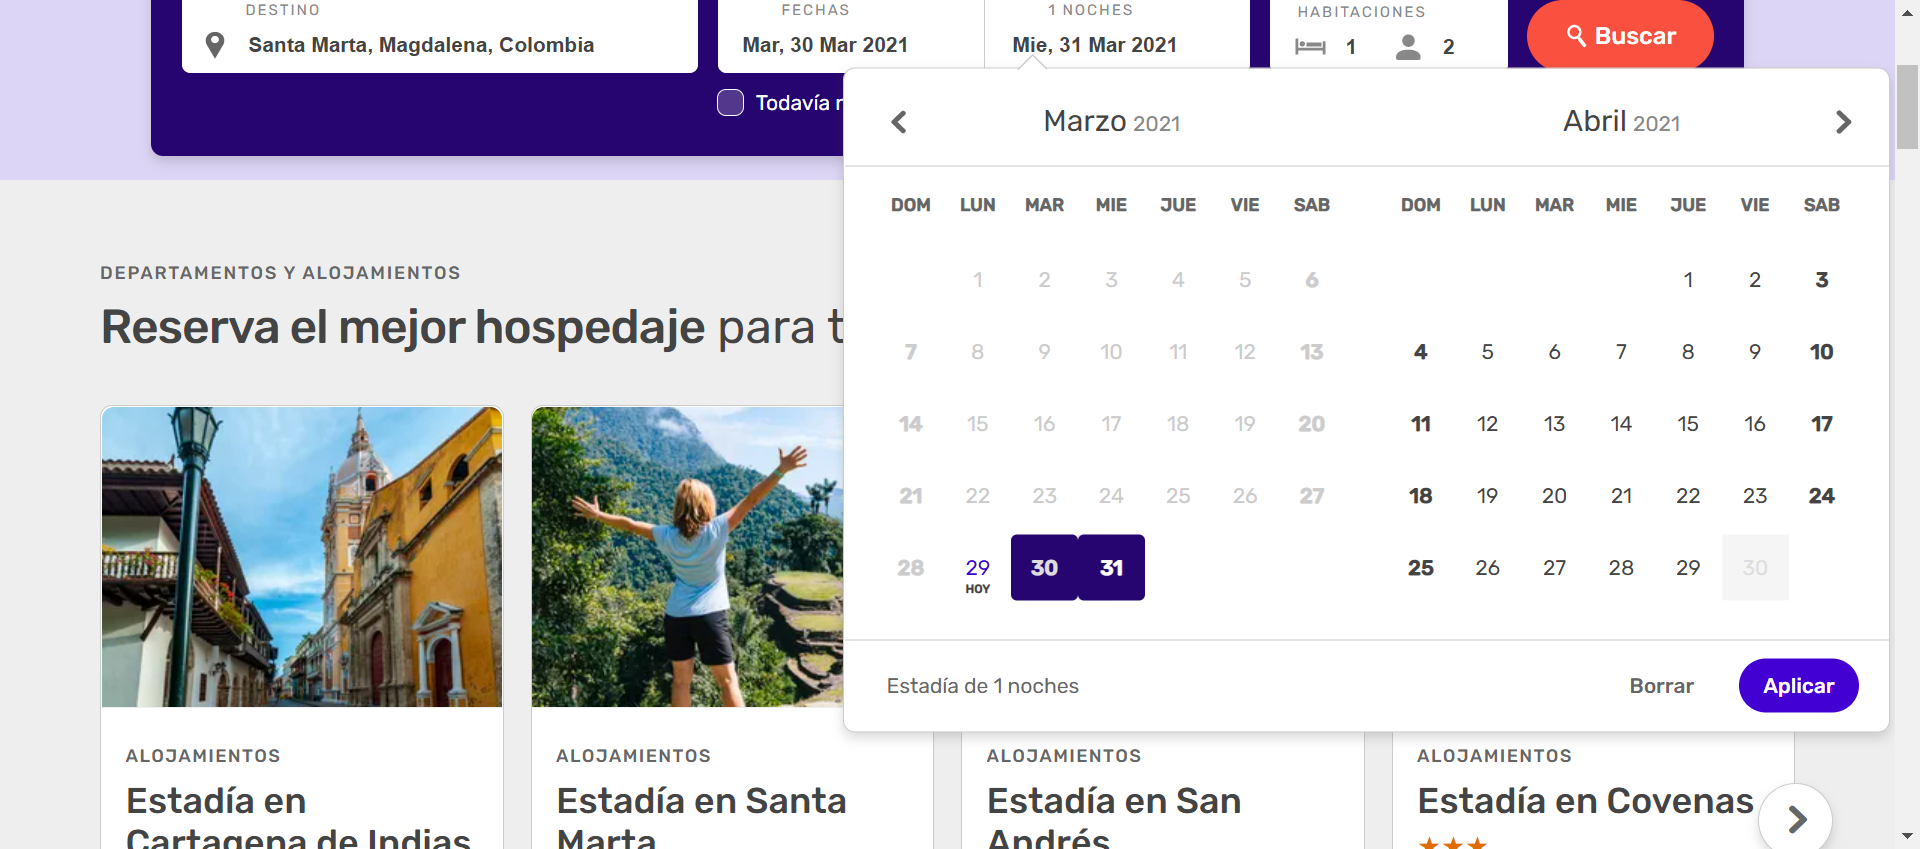 DESTINO
Santa Marta, Magdalena, Colombia
FECHAS
Mar, 30 Mar 2021
1 NOCHES
Mie, 31 Mar 2021
HABITACIONES
1 2
Buscar
Todavía
Marzo 2021
Abril 2021
DOM LUN MAR MIE JUE VIE SAB
1 2 3 4 5 6
7 8 9 10 11 12 13
14 15 16 17 18 19 20
21 22 23 24 25 26 27
28 29 30 31
HOY
DOM LUN MAR MIE JUE VIE SAB
1 2 3
4 5 6 7 8 9 10
11 12 13 14 15 16 17
18 19 20 21 22 23 24
25 26 27 28 29 30
Estadía de 1 noches
Borrar
Aplicar
DEPARTAMENTOS Y ALOJAMIENTOS
Reserva el mejor hospedaje para t
ALOJAMIENTOS
Estadía en
Cartagena de Indias
ALOJAMIENTOS
Estadía en Santa
Marta
ALOJAMIENTOS
Estadía en San
Andrés
ALOJAMIENTOS
Estadía en Covenas